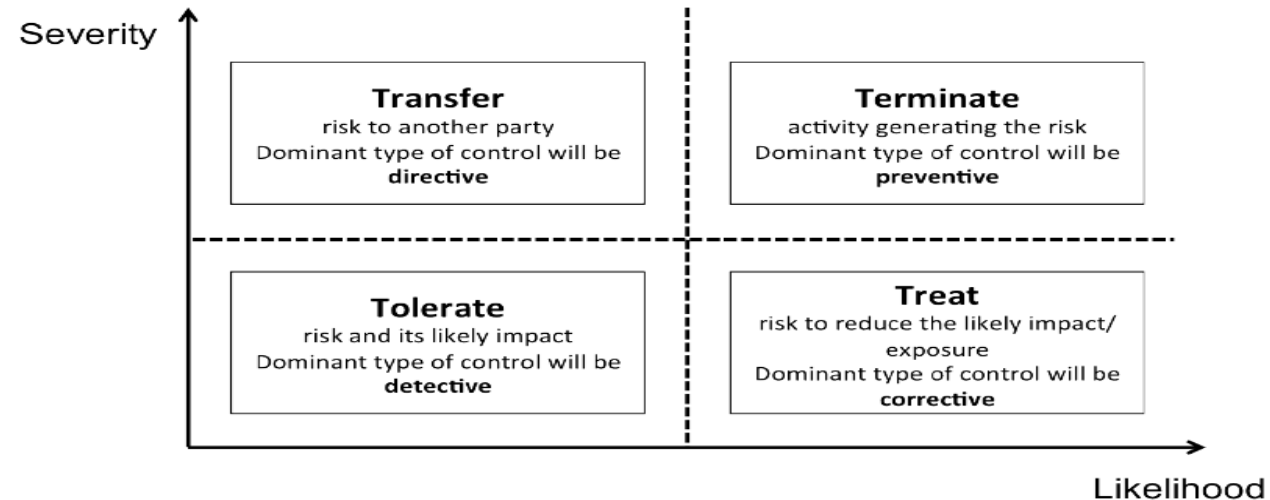 Severity
Transfer
risk to another party
Dominant type of control will be
directive
Terminate
activity generating the risk
Dominant type of control will be
preventive
Tolerate
risk and its likely impact
Dominant type of control will be
detective
Treat
risk to reduce the likely impact/
exposure
Dominant type of control will be
corrective
Likelihood